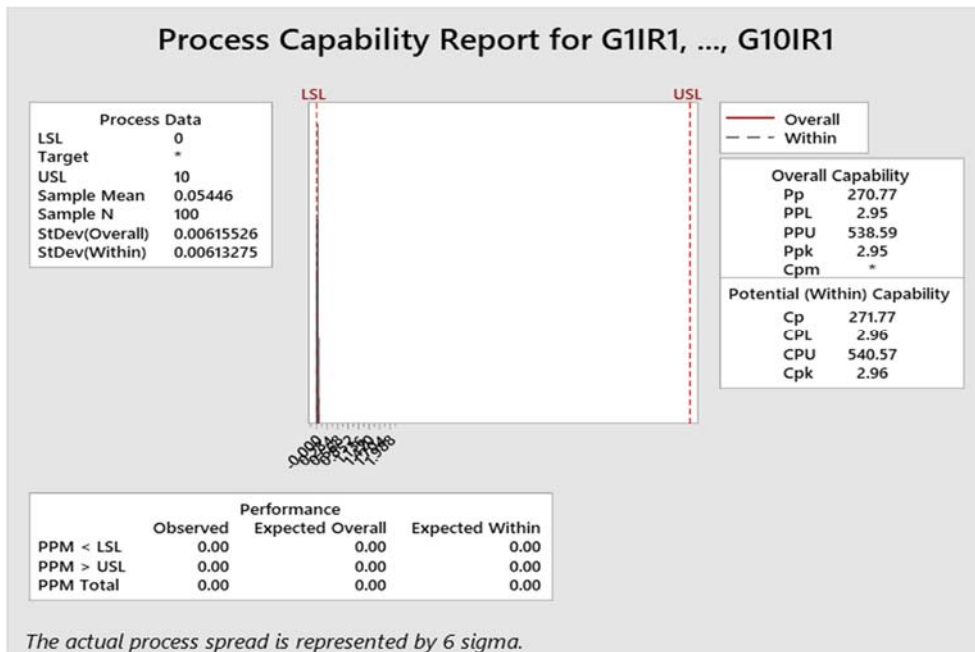 Process Capability Report for G1IR1, ..., G10IR1
LSL USL
Process Data
LSL 0
Target *
USL 10
Sample Mean 0.05446
Sample N 100
StDev(Overall) 0.00615526
StDev(Within) 0.00613275
Overall
Within
Overall Capability
Pp 270.77
PPL 2.95
PPU 538.59
Ppk 2.95
Cpm *
Potential (Within) Capability
Cp 271.77
CPL 2.96
CPU 540.57
Cpk 2.96
-0.000 0.284
Performance
Observed Expected Overall Expected Within
PPM < LSL 0.00 0.00 0.00
PPM > USL 0.00 0.00 0.00
PPM Total 0.00 0.00 0.00
The actual process spread is represented by 6 sigma.